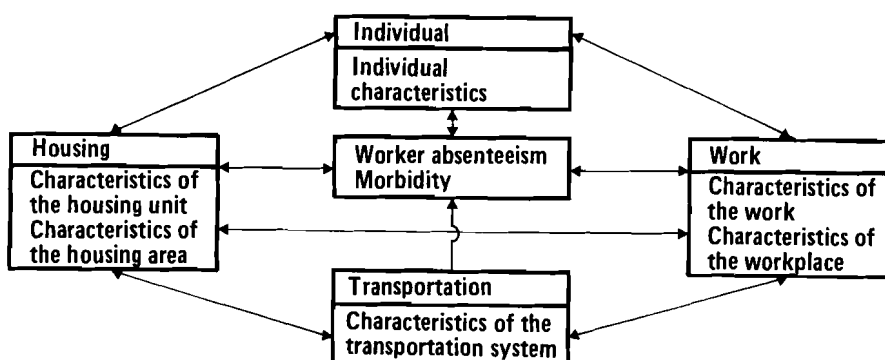 Individual
Individual
characteristics
Housing
Characteristics of
the housing unit
Characteristics of
the housing area
Worker absenteeism
Morbidity
Work
Characteristics of
the work
Characteristics of
the workplace
Transportation
Characteristics of the
transportation system